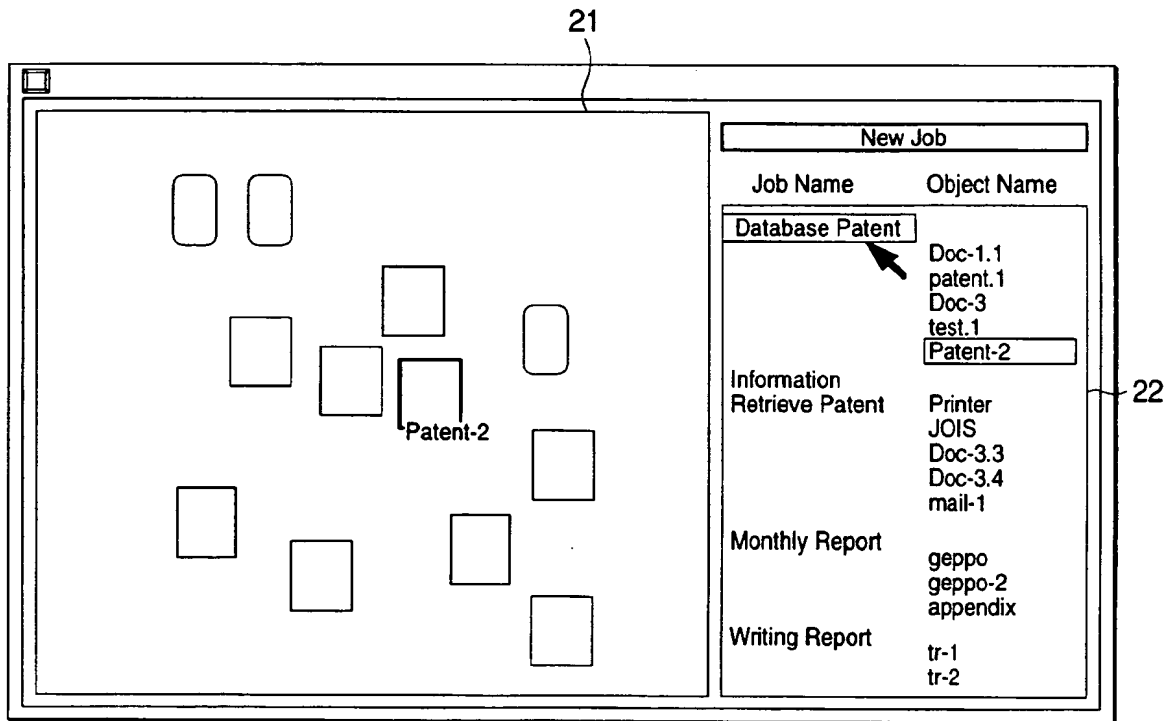 21
New Job
Job Name Object Name
Database Patent
Doc-1.1
patent.1
Doc-3
test.1
Patent-2
Information
Retrieve Patent Printer
22
JOIS
Patent-2
Doc-3.3
Doc-3.4
mail-1
Monthly Report
geppo
geppo-2
appendix
Writing Report
tr-1
tr-2